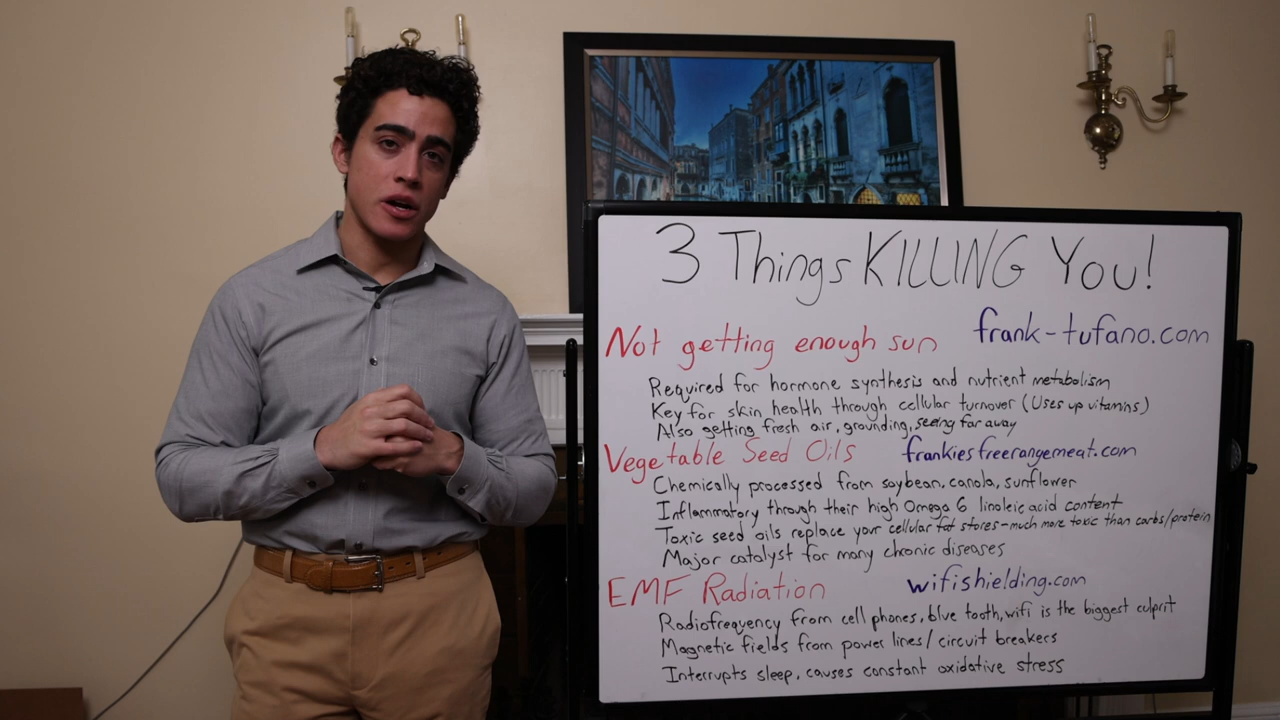 3 Things KILLING You!
Not getting enough sun frank-tufano.com
Required for hormone synthesis and nutrient metabolism
Key for skin health through cellular turnover (Uses up vitamins)
Also getting fresh air, grounding, seeing far away
Vegetable Seed Oils frankiesfreerangemeat.com
Chemically processed from soybean, canola, sunflower
Inflammatory through their high Omega 6 linoleic acid content
Toxic seed oils replace your cellular fat stores - much more toxic than carbs/protein
Major catalyst for many chronic diseases
EMF Radiation wifishielding.com
Radiofrequency from cell phones, blue tooth, wifi is the biggest culprit
Magnetic fields from power lines/circuit breakers
Interrupts sleep, causes constant oxidative stress